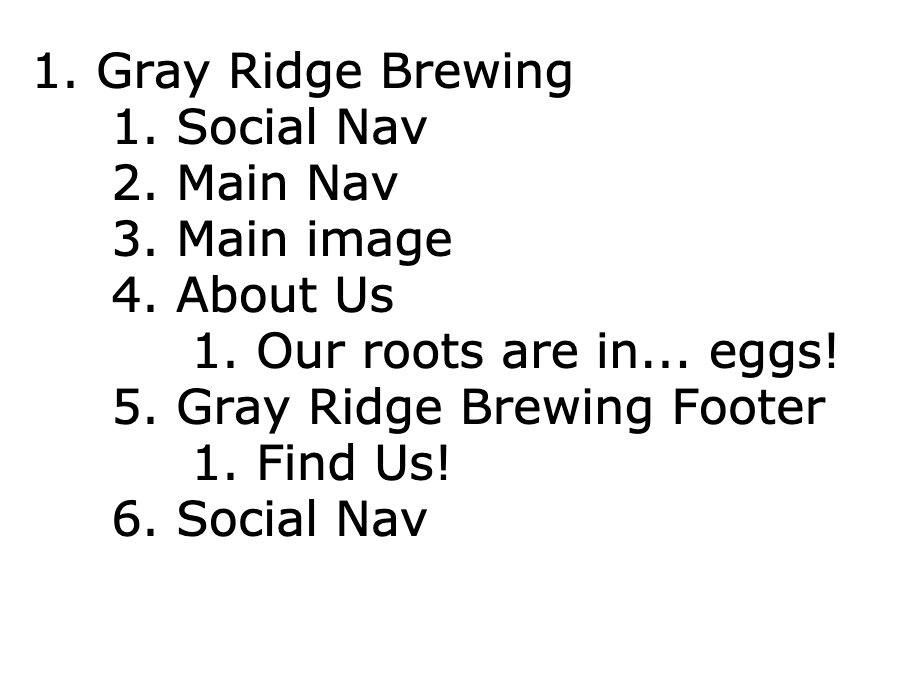 1. Gray Ridge Brewing
1. Social Nav
2. Main Nav
3. Main image
4. About Us
1. Our roots are in... eggs!
5. Gray Ridge Brewing Footer
1. Find Us!
6. Social Nav